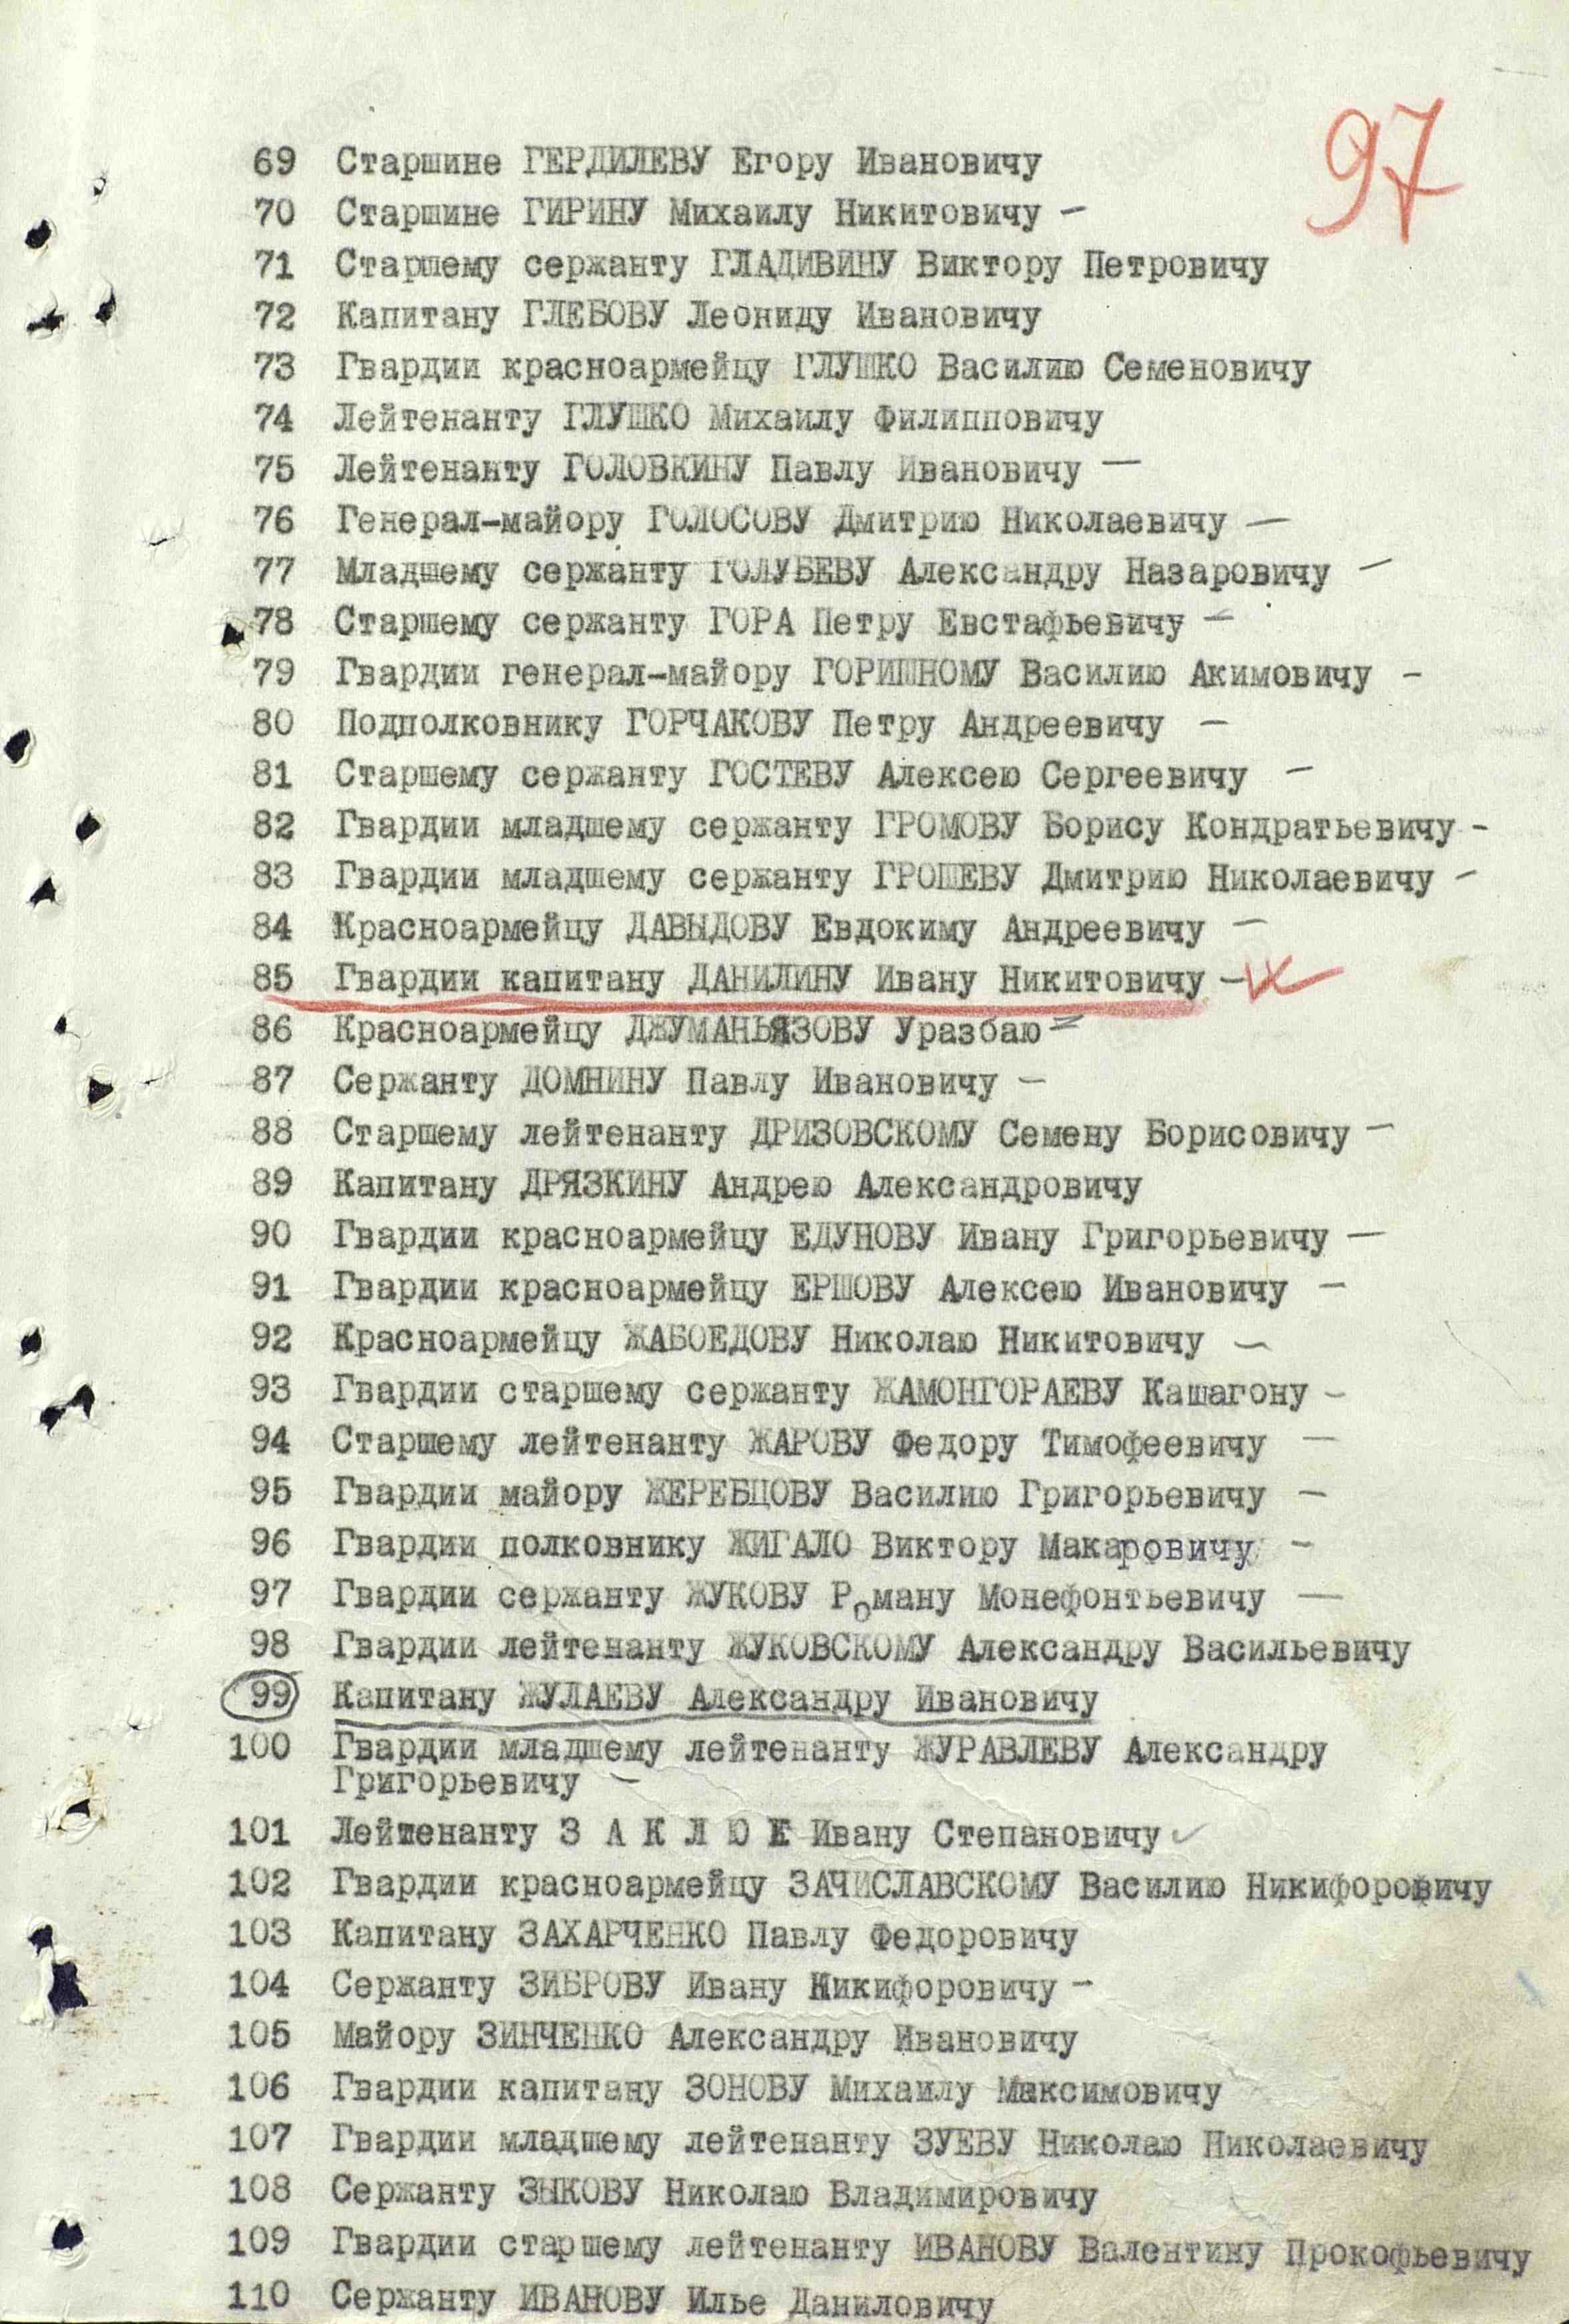 97
69 Старшине ГЕРДИЛЕВУ Егору Ивановичу
70 Старшине ГИРИНУ Михаилу Никитовичу -
71 Старшему сержанту ГЛАДИВИНУ Виктору Петровичу
72 Капитану ГЛЕБОВУ Леониду Ивановичу
73 Гвардии красноармейцу ГЛУШКО Василию Семеновичу
74 Лейтенанту ГЛУШКО Михаилу Филипповичу
75 Лейтенанту ГОЛОВКИНУ Павлу Ивановичу -
76 Генерал-майору ГОЛОСОВУ Дмитрию Николаевичу -
77 Младшему сержанту ГОЛУБЕВУ Александру Назаровичу -
78 Старшему сержанту ГОРА Петру Евстафьевичу -
79 Гвардии генерал-майору ГОРИШНОМУ Василию Акимовичу -
80 Подполковнику ГОРЧАКОВУ Петру Андреевичу -
81 Старшему сержанту ГОСТЕВУ Алексею Сергеевичу -
82 Гвардии младшему сержанту ГРОМОВУ Борису Кондратьевичу -
83 Гвардии младшему сержанту ГРОШЕВУ Дмитрию Николаевичу -
84 Красноармейцу ДАВЫДОВУ Евдокиму Андреевичу -
85 Гвардии капитану ДАНИЛИНУ Ивану Никитовичу -
86 Красноармейцу ДЖУМАНЬЯЗОВУ Уразбаю -
87 Сержанту ДОМНИНУ Павлу Ивановичу -
88 Старшему лейтенанту ДРИЗОВСКОМУ Семену Борисовичу -
89 Капитану ДРЯЗКИНУ Андрею Александровичу
90 Гвардии красноармейцу ЕДУНОВУ Ивану Григорьевичу -
91 Гвардии красноармейцу ЕРШОВУ Алексею Ивановичу -
92 Красноармейцу ЖАБОЕДОВУ Николаю Никитовичу -
93 Гвардии старшему сержанту ЖАМОНГОРАЕВУ Кашагону -
94 Старшему лейтенанту ЖАРОВУ Федору Тимофеевичу -
95 Гвардии майору ЖЕРЕБЦОВУ Василию Григорьевичу -
96 Гвардии полковнику ЖИГАЛО Виктору Макаровичу -
97 Гвардии сержанту ЖУКОВУ Роману Монефонтьевичу -
98 Гвардии лейтенанту ЖУКОВСКОМУ Александру Васильевичу
99 Капитану ЖУЛАЕВУ Александру Ивановичу
100 Гвардии младшему лейтенанту ЖУРАВЛЕВУ Александру
Григорьевичу -
101 Лейтенанту З А К Л Ю Е Ивану Степановичу
102 Гвардии красноармейцу ЗАЧИСЛАВСКОМУ Василию Никифоровичу
103 Капитану ЗАХАРЧЕНКО Павлу Федоровичу
104 Сержанту ЗИБРОВУ Ивану Никифоровичу -
105 Майору ЗИНЧЕНКО Александру Ивановичу
106 Гвардии капитану ЗОНОВУ Михаилу Максимовичу
107 Гвардии младшему лейтенанту ЗУЕВУ Николаю Николаевичу
108 Сержанту ЗЫКОВУ Николаю Владимировичу
109 Гвардии старшему лейтенанту ИВАНОВУ Валентину Прокофьевичу
110 Сержанту ИВАНОВУ Илье Даниловичу